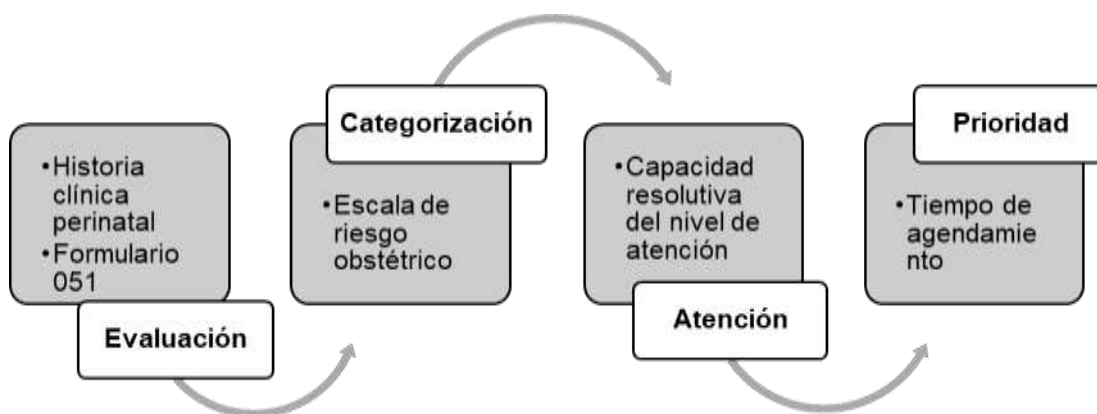 •Historia
clínica
perinatal
•Formulario
051
Evaluación
Categorización
•Escala de
riesgo
obstétrico
•Capacidad
resolutiva
del nivel de
atención
Atención
Prioridad
•Tiempo de
agendamie
nto